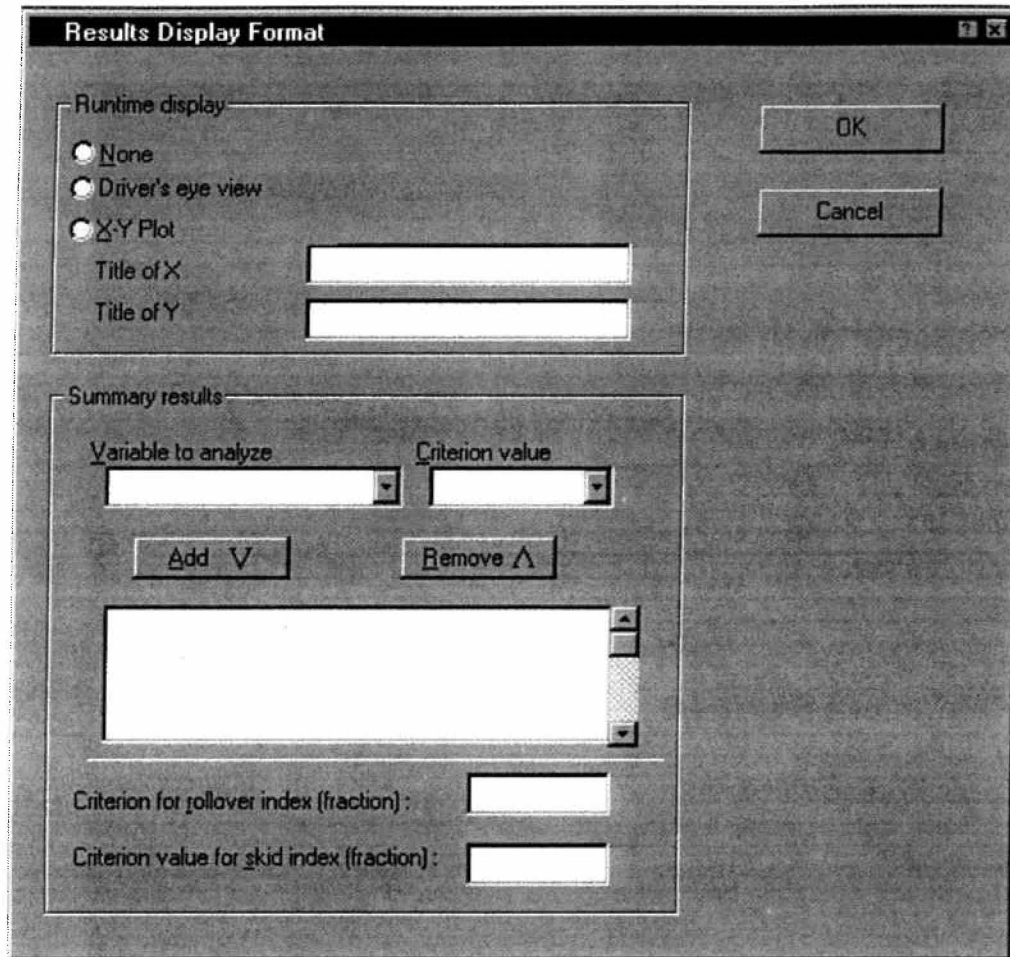 Results Display Format
Runtime display
None
Driver's eye view
X-Y Plot
Title of X
Title of Y
OK
Cancel
Summary results
Variable to analyze
Criterion value
Add V
Remove Λ
Criterion for rollover index (fraction) :
Criterion value for skid index (fraction) :